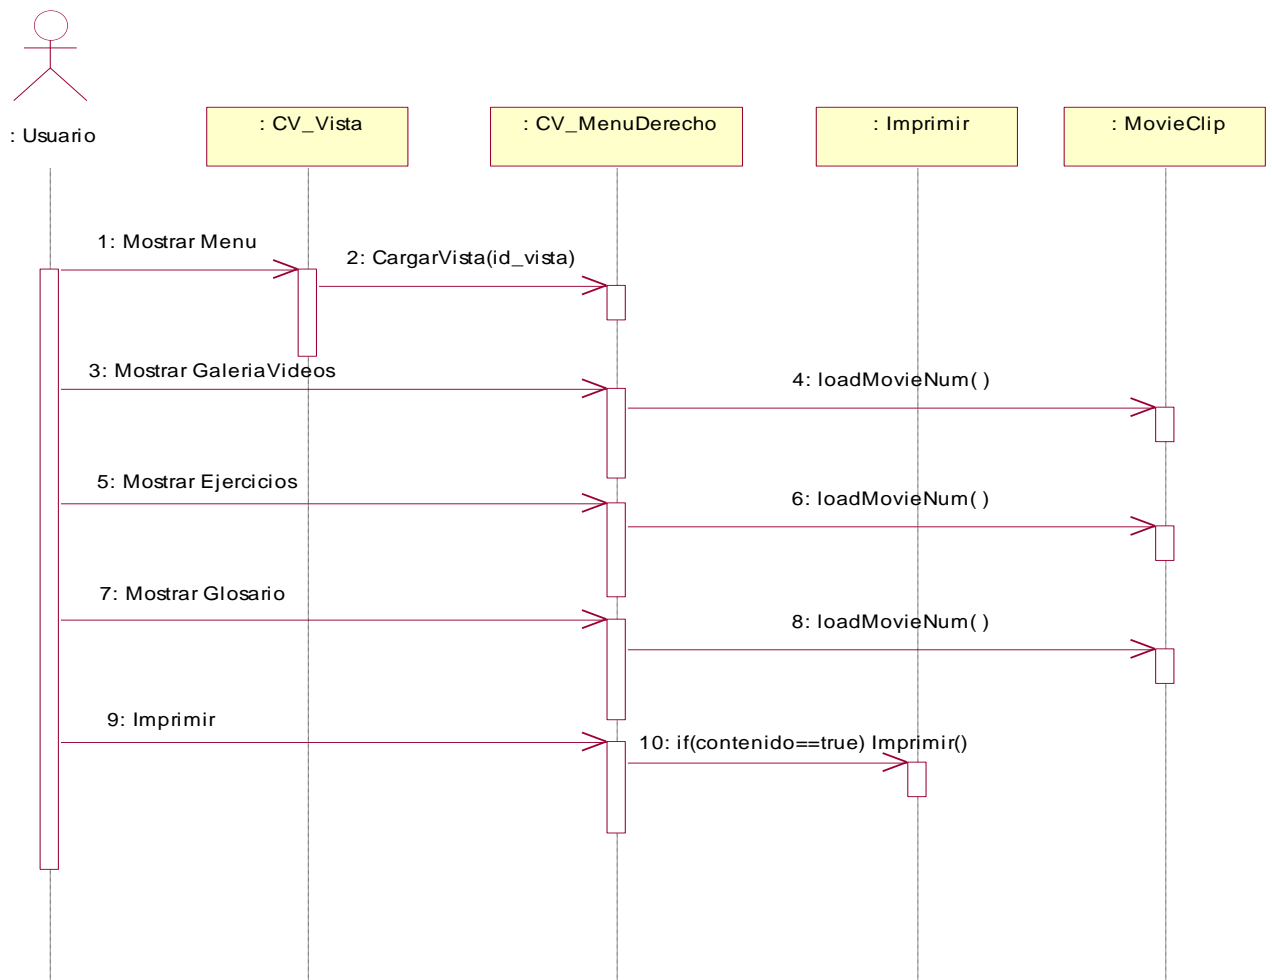 : Usuario
: CV_Vista
: CV_MenuDerecho
: Imprimir
: MovieClip
1: Mostrar Menu
2: CargarVista(id_vista)
3: Mostrar GaleriaVideos
4: loadMovieNum( )
5: Mostrar Ejercicios
6: loadMovieNum( )
7: Mostrar Glosario
8: loadMovieNum( )
9: Imprimir
10: if(contenido==true) Imprimir()